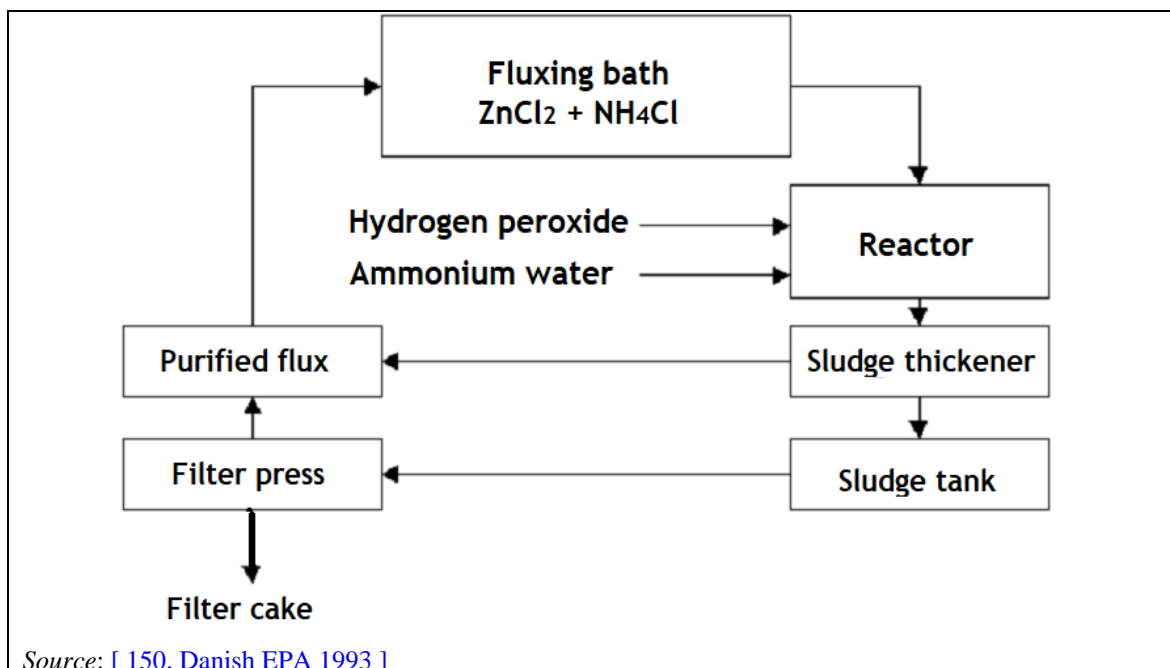 Fluxing bath
ZnCl2 + NH4Cl
Hydrogen peroxide
Reactor
Ammonium water
Purified flux
Sludge thickener
Filter press
Sludge tank
Filter cake
Source: [ 150, Danish EPA 1993 ]